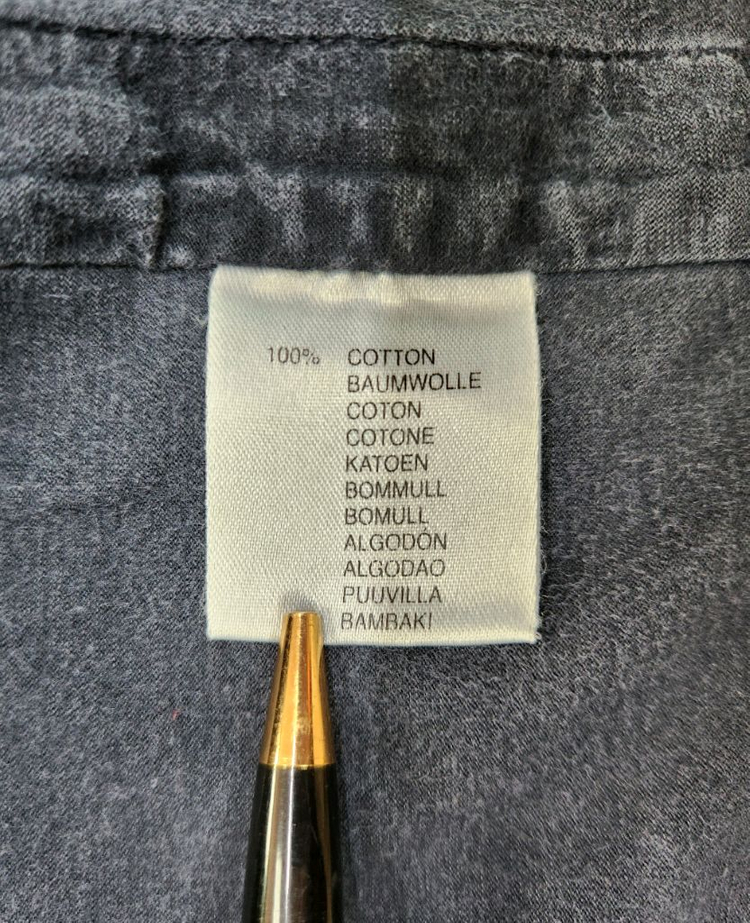 100% COTTON
BAUMWOLLE
COTON
COTONE
KATOEN
BOMMULL
BOMULL
ALGODÓN
ALGODAO
PUUVILLA
BAMBAKI